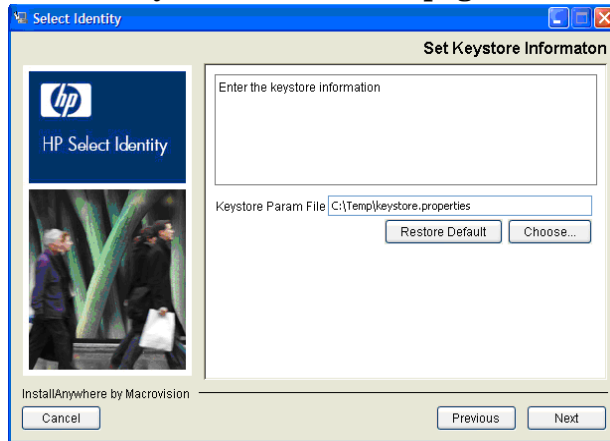 Select Identity
Set Keystore Informaton
hp
HP Select Identity
Enter the keystore information
Keystore Param File C:\Temp\keystore.properties
Restore Default Choose...
InstallAnywhere by Macrovision
Cancel Previous Next